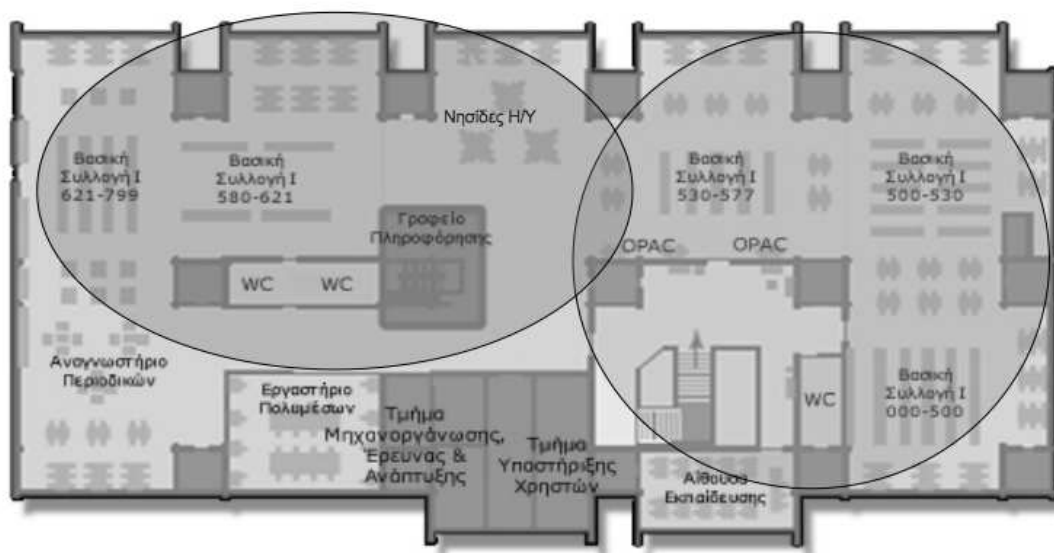 Νησίδες Η/Υ
Βασική
Συλλογή Ι
621-799
Βασική
Συλλογή Ι
580-621
Βασική
Συλλογή Ι
530-577
Βασική
Συλλογή Ι
500-530
Γραφείο
Πληροφόρησης
OPAC
OPAC
WC
WC
Αναγνωστήριο
Περιοδικών
Εργαστήριο
Πολυμέσων
Τμήμα
Μηχανοργάνωσης,
Έρευνας &
Ανάπτυξης
Τμήμα
Υποστήριξης
Χρηστών
WC
Βασική
Συλλογή Ι
000-500
Αίθουσα
Εκπαίδευσης